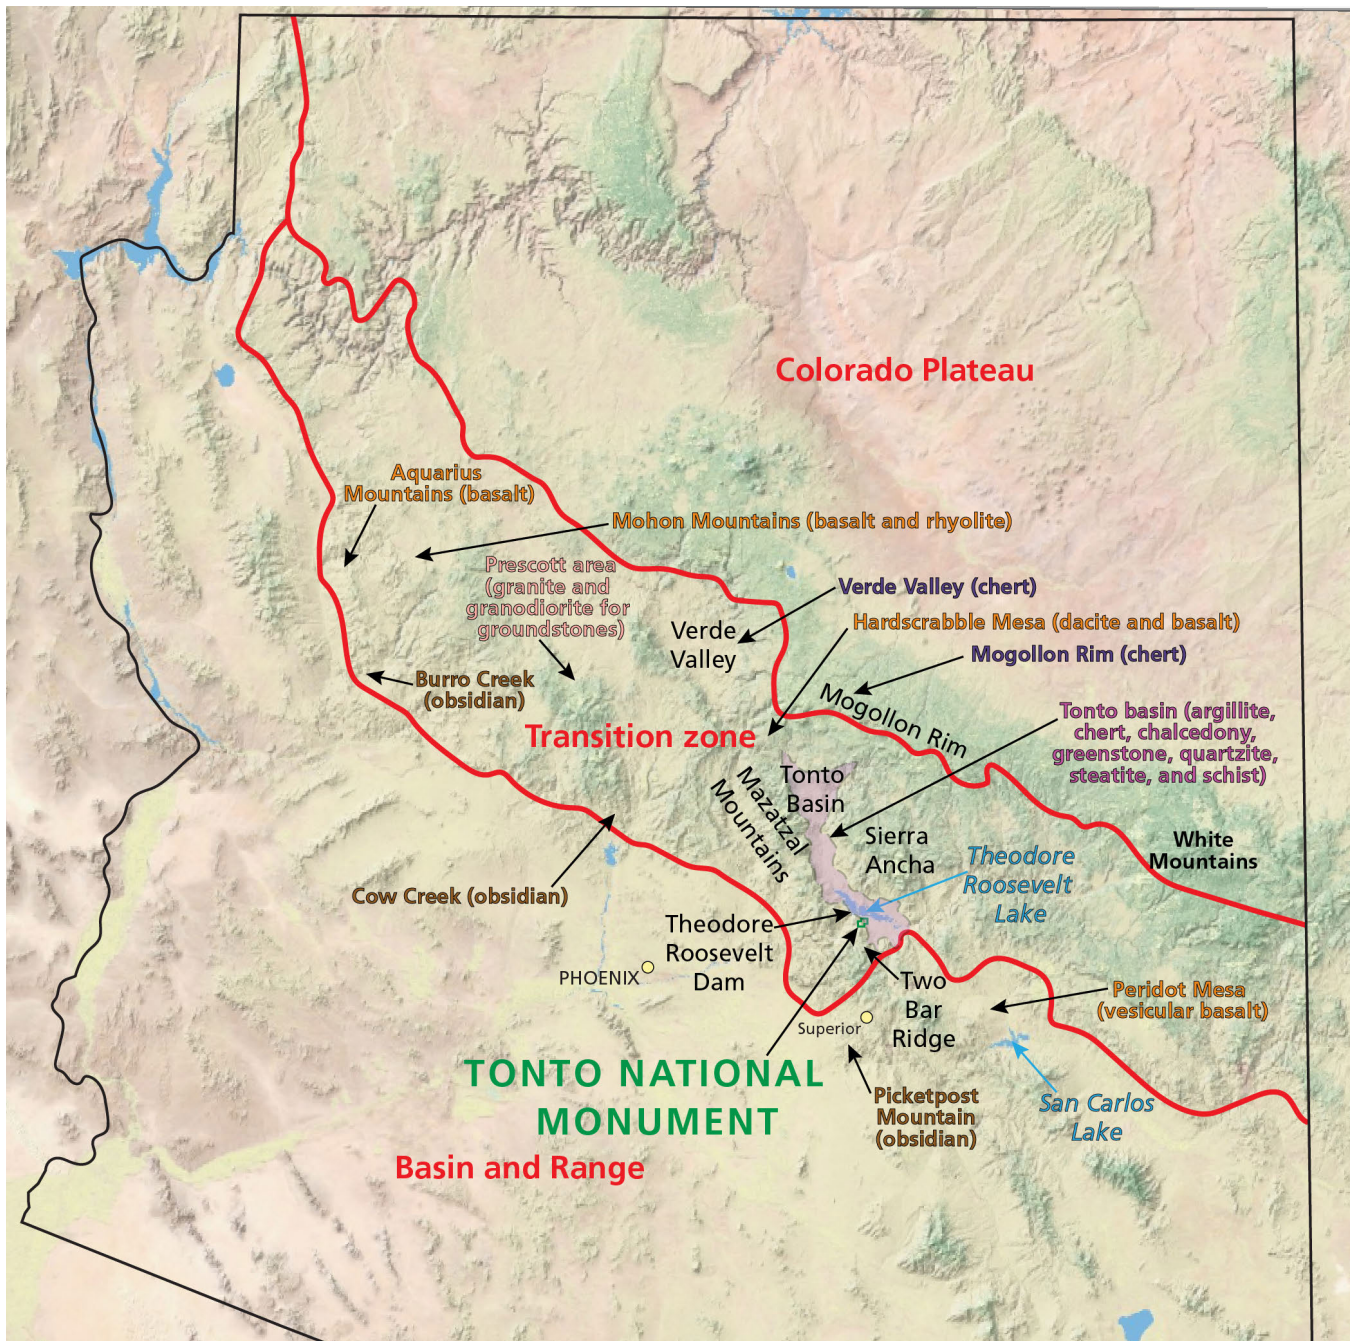 Colorado Plateau
Aquarius
Mountains (basalt)
Mohon Mountains (basalt and rhyolite)
Prescott area
(granite and
granodiorite for
groundstones)
Verde Valley (chert)
Verde
Valley
Hardscrabble Mesa (dacite and basalt)
Mogollon Rim (chert)
Burro Creek
(obsidian)
Mogollon Rim
Tonto basin (argillite,
chert, chalcedony,
greenstone, quartzite,
steatite, and schist)
Transition zone
Tonto
Basin
Mazatzal
Mountains
Sierra
Ancha
White
Mountains
Theodore
Roosevelt
Lake
Cow Creek (obsidian)
Theodore
Roosevelt
Dam
PHOENIX
Two
Bar
Ridge
Peridot Mesa
(vesicular basalt)
Superior
TONTO NATIONAL
MONUMENT
Picketpost
Mountain
(obsidian)
San Carlos
Lake
Basin and Range